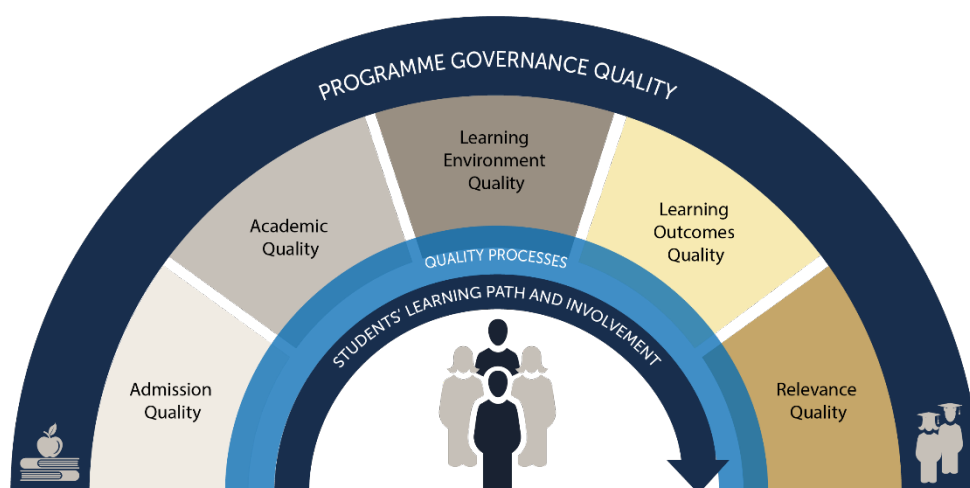 PROGRAMME GOVERNANCE QUALITY
Learning
Environment
Quality
Academic
Quality
Learning
Outcomes
Quality
Admission
Quality
Relevance
Quality
QUALITY PROCESSES
STUDENTS' LEARNING PATH AND INVOLVEMENT